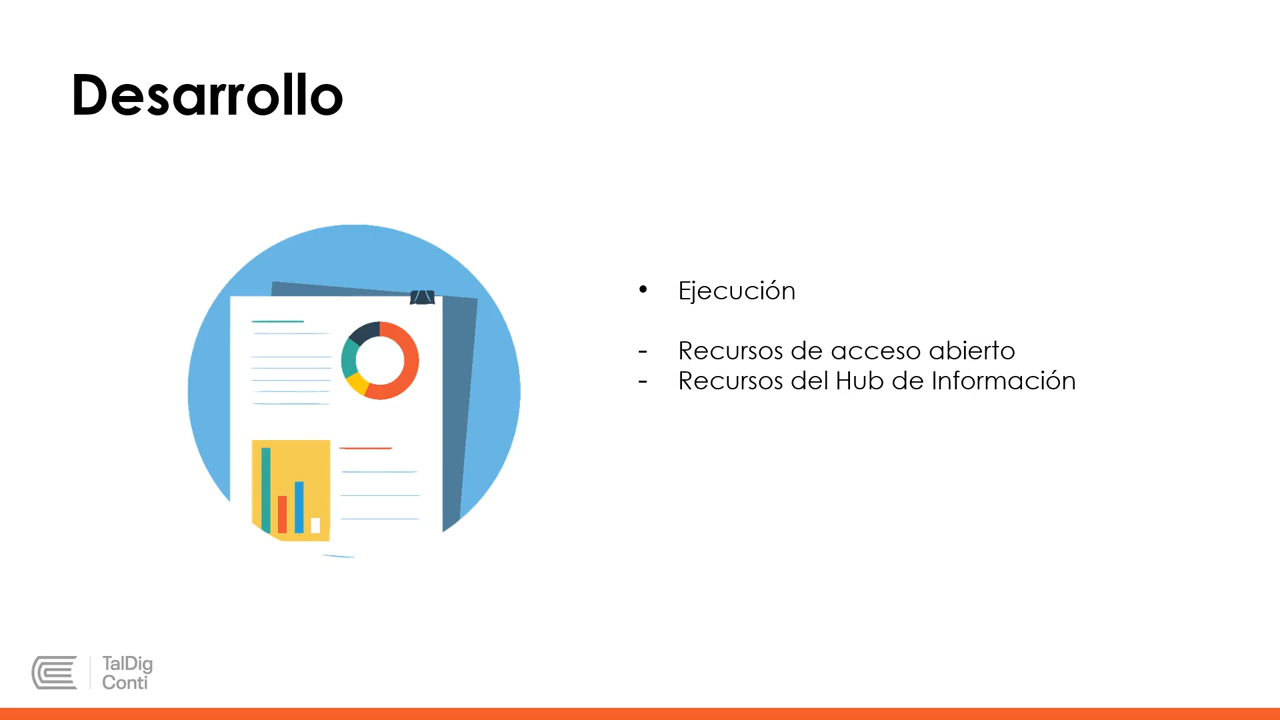 Desarrollo
• Ejecución
- Recursos de acceso abierto
- Recursos del Hub de Información
TalDig
Conti